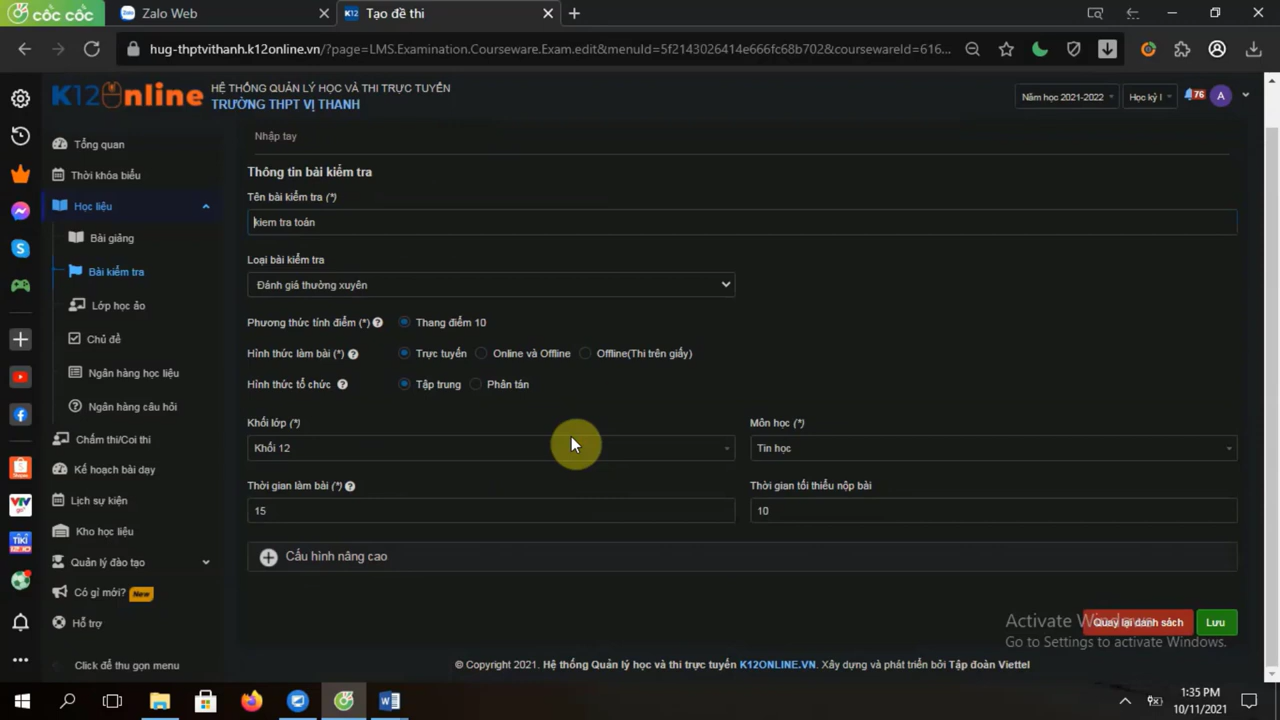 cốc cốc
Zalo Web
K12
Tạo đề thi
hug-thptvithanh.k12online.vn/?page=LMS.Examination.Courseware.Exam.edit&menuId=5f2143026414e666fc68b702&coursewareId=616...
K12Online
HỆ THỐNG QUẢN LÝ HỌC VÀ THI TRỰC TUYẾN
TRƯỜNG THPT VỊ THANH
Năm học 2021-2022
Học kỳ I
76
A
Tổng quan
Thời khóa biểu
Học liệu
Bài giảng
Bài kiểm tra
Lớp học ảo
Chủ đề
Ngân hàng học liệu
Ngân hàng câu hỏi
Chấm thi/Coi thi
Kế hoạch bài dạy
Lịch sự kiện
Kho học liệu
Quản lý đào tạo
Có gì mới? New
Hỗ trợ
Click để thu gọn menu
Nhập tay
Thông tin bài kiểm tra
Tên bài kiểm tra (*)
kiem tra toán
Loại bài kiểm tra
Đánh giá thường xuyên
Phương thức tính điểm (*) Thang điểm 10
Hình thức làm bài (*) Trực tuyến Online và Offline Offline(Thi trên giấy)
Hình thức tổ chức Tập trung Phân tán
Khối lớp (*) Môn học (*)
Khối 12 Tin học
Thời gian làm bài (*) Thời gian tối thiểu nộp bài
15 10
Cấu hình nâng cao
Quay lại danh sách Lưu
Activate Windows
Go to Settings to activate Windows.
© Copyright 2021. Hệ thống Quản lý học và thi trực tuyến K12ONLINE.VN. Xây dựng và phát triển bởi Tập đoàn Viettel
VTV
go
TIKI
1:35 PM
10/11/2021